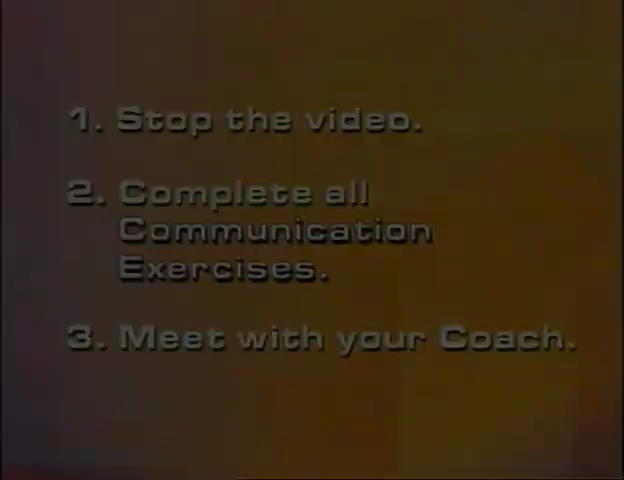 1. Stop the video.
2. Complete all
Communication
Exercises.
3. Meet with your Coach.